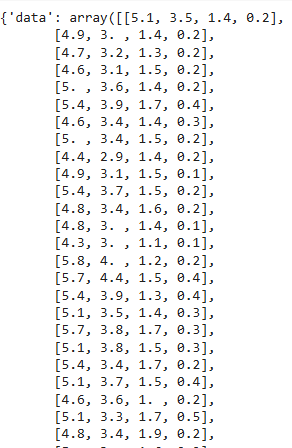 {'data': array([[5.1, 3.5, 1.4, 0.2],
[4.9, 3. , 1.4, 0.2],
[4.7, 3.2, 1.3, 0.2],
[4.6, 3.1, 1.5, 0.2],
[5. , 3.6, 1.4, 0.2],
[5.4, 3.9, 1.7, 0.4],
[4.6, 3.4, 1.4, 0.3],
[5. , 3.4, 1.5, 0.2],
[4.4, 2.9, 1.4, 0.2],
[4.9, 3.1, 1.5, 0.1],
[5.4, 3.7, 1.5, 0.2],
[4.8, 3.4, 1.6, 0.2],
[4.8, 3. , 1.4, 0.1],
[4.3, 3. , 1.1, 0.1],
[5.8, 4. , 1.2, 0.2],
[5.7, 4.4, 1.5, 0.4],
[5.4, 3.9, 1.3, 0.4],
[5.1, 3.5, 1.4, 0.3],
[5.7, 3.8, 1.7, 0.3],
[5.1, 3.8, 1.5, 0.3],
[5.4, 3.4, 1.7, 0.2],
[5.1, 3.7, 1.5, 0.4],
[4.6, 3.6, 1. , 0.2],
[5.1, 3.3, 1.7, 0.5],
[4.8, 3.4, 1.9, 0.2],